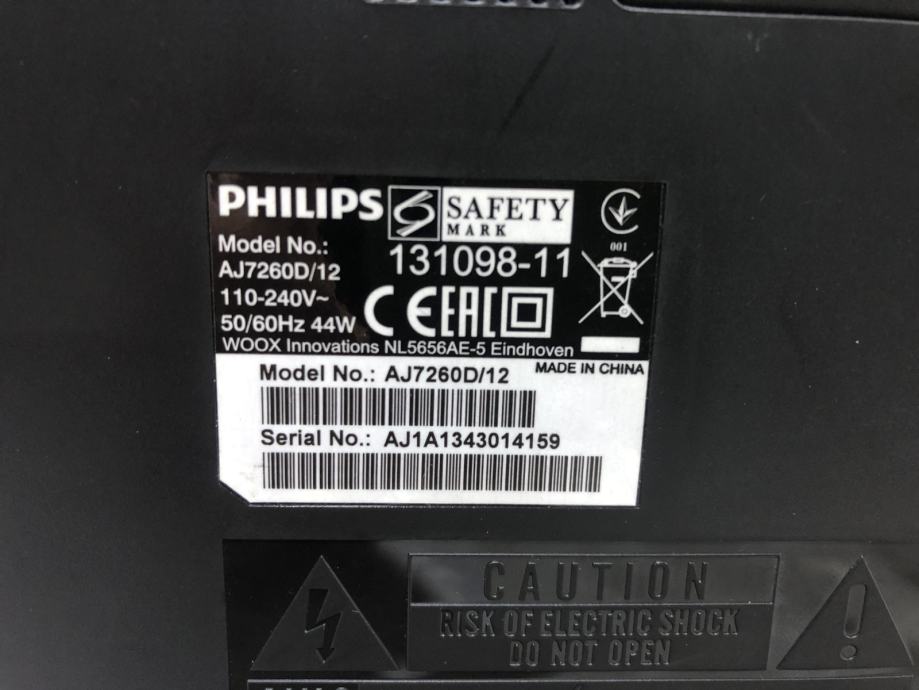 PHILIPS
SAFETY
MARK
Model No.:
AJ7260D/12
131098-11
001
110-240V~
50/60Hz 44W
CE EAC
WOOX Innovations NL5656AE-5 Eindhoven
MADE IN CHINA
Model No.: AJ7260D/12
Serial No.: AJ1A1343014159
CAUTION
RISK OF ELECTRIC SHOCK
DO NOT OPEN